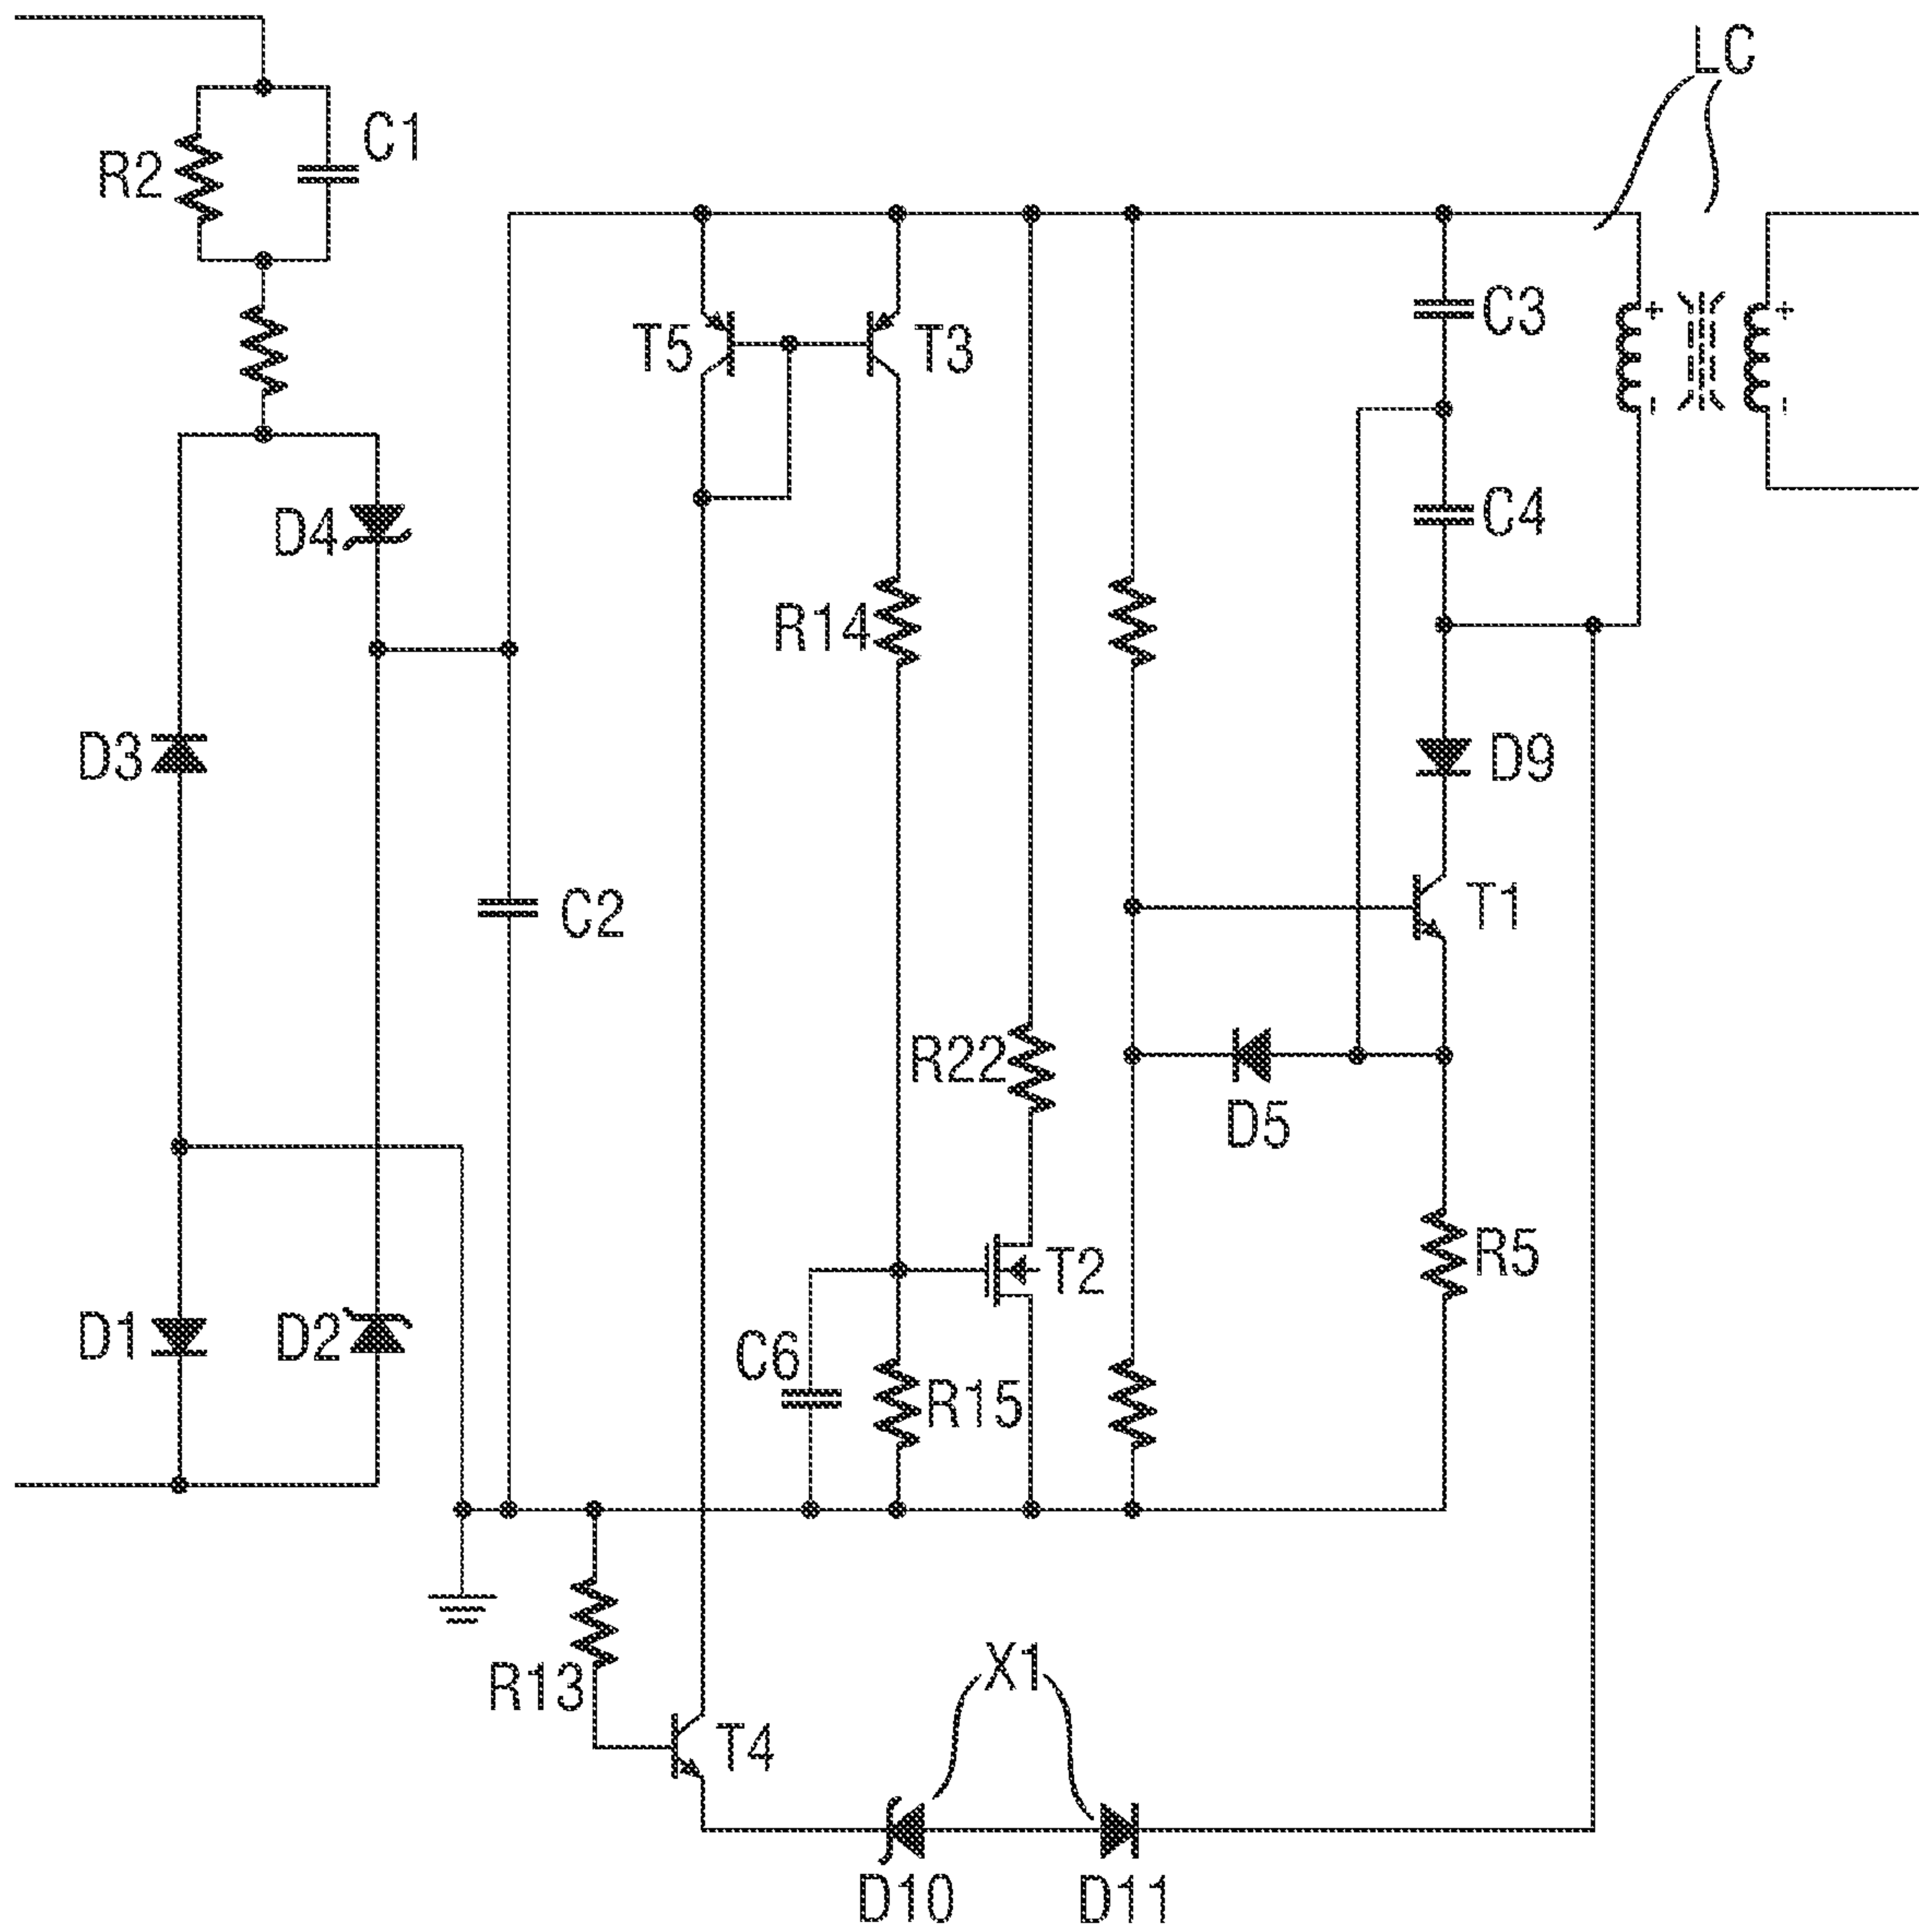 LC
C1
R2
C3
+
+
T5
T3
-
-
C4
D4
R14
D3
D9
C2
T1
R22
D5
R5
T2
D1
D2
C6
R15
X1
R13
T4
D10
D11